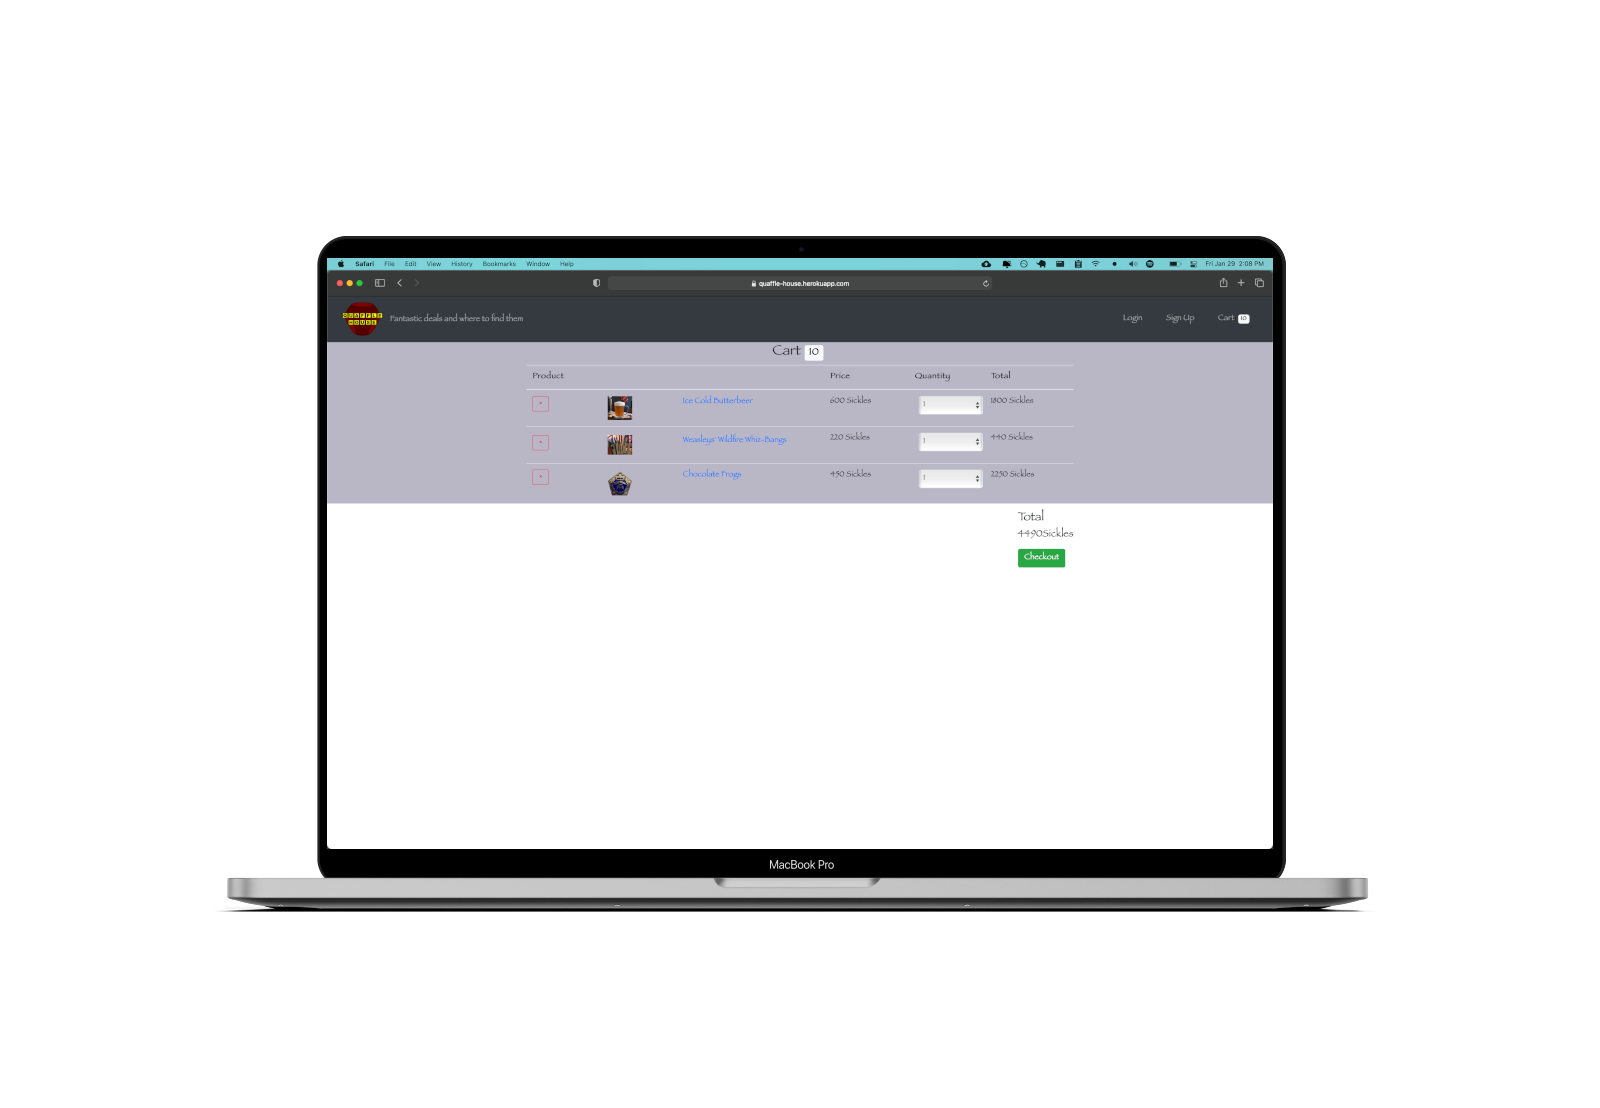 Safari File Edit View History Bookmarks Window Help Fri Jan 29 2:08 PM
quaffle-house.herokuapp.com
QUAFFLE
HOUSE
Fantastic deals and where to find them Login Sign Up Cart 10
Cart 10
Product Price Quantity Total
Ice Cold Butterbeer 600 Sickles 1 1800 Sickles
Weasleys' Wildfire Whiz-Bangs 220 Sickles 1 440 Sickles
Chocolate Frogs 450 Sickles 1 2250 Sickles
Total
4490Sickles
Checkout
MacBook Pro